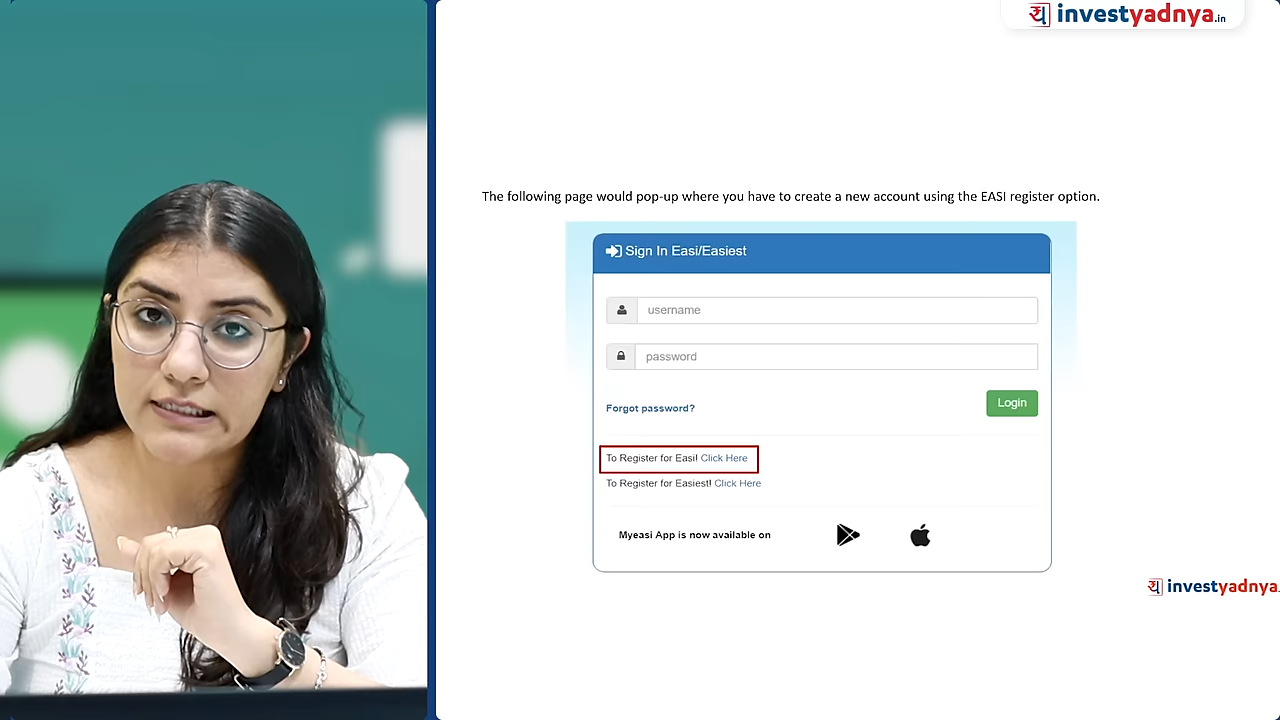 investyadnya.in
The following page would pop-up where you have to create a new account using the EASI register option.
Sign In Easi/Easiest
username
password
Forgot password?
Login
To Register for Easi! Click Here
To Register for Easiest! Click Here
Myeasi App is now available on
investyadnya.